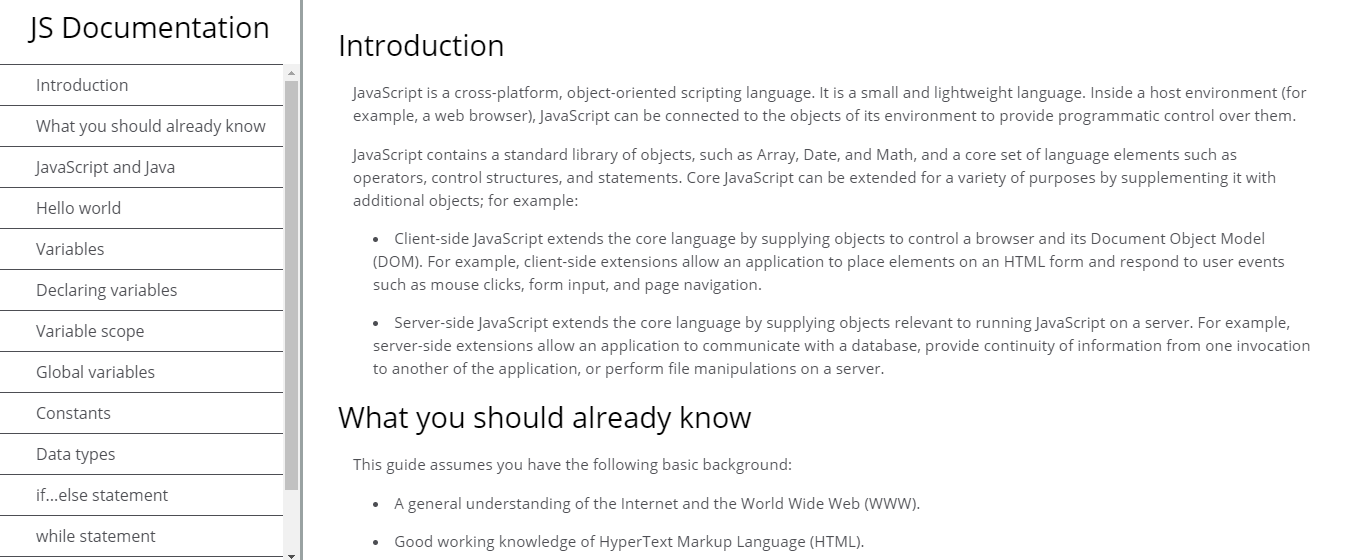 JS Documentation
Introduction
What you should already know
JavaScript and Java
Hello world
Variables
Declaring variables
Variable scope
Global variables
Constants
Data types
if...else statement
while statement
Introduction
JavaScript is a cross-platform, object-oriented scripting language. It is a small and lightweight language. Inside a host environment (for
example, a web browser), JavaScript can be connected to the objects of its environment to provide programmatic control over them.
JavaScript contains a standard library of objects, such as Array, Date, and Math, and a core set of language elements such as
operators, control structures, and statements. Core JavaScript can be extended for a variety of purposes by supplementing it with
additional objects; for example:
• Client-side JavaScript extends the core language by supplying objects to control a browser and its Document Object Model
(DOM). For example, client-side extensions allow an application to place elements on an HTML form and respond to user events
such as mouse clicks, form input, and page navigation.
• Server-side JavaScript extends the core language by supplying objects relevant to running JavaScript on a server. For example,
server-side extensions allow an application to communicate with a database, provide continuity of information from one invocation
to another of the application, or perform file manipulations on a server.
What you should already know
This guide assumes you have the following basic background:
• A general understanding of the Internet and the World Wide Web (WWW).
• Good working knowledge of HyperText Markup Language (HTML).